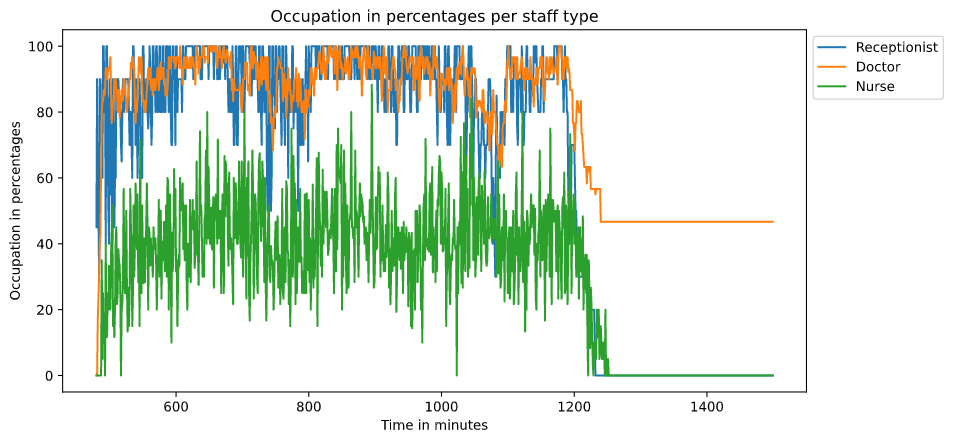 Occupation in percentages per staff type
Receptionist
Doctor
Nurse
Occupation in percentages
100
80
60
40
20
0
600
800
1000
1200
1400
Time in minutes